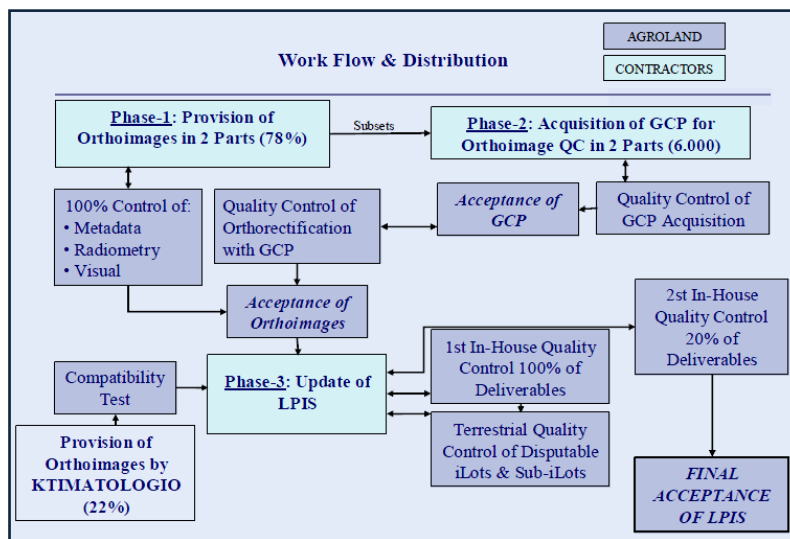 AGROLAND
Work Flow & Distribution
CONTRACTORS
Phase-1: Provision of
Orthoimages in 2 Parts (78%)
Subsets
Phase-2: Acquisition of GCP for
Orthoimage QC in 2 Parts (6.000)
100% Control of:
• Metadata
• Radiometry
• Visual
Quality Control of
Orthorectification
with GCP
Acceptance of
GCP
Quality Control of
GCP Acquisition
Acceptance of
Orthoimages
2st In-House
Quality Control
20% of
Deliverables
1st In-House Quality
Control 100% of
Deliverables
Compatibility
Test
Phase-3: Update of
LPIS
Terrestrial Quality
Control of Disputable
iLots & Sub-iLots
Provision of
Orthoimages by
KTIMATOLOGIO
(22%)
FINAL
ACCEPTANCE
OF LPIS